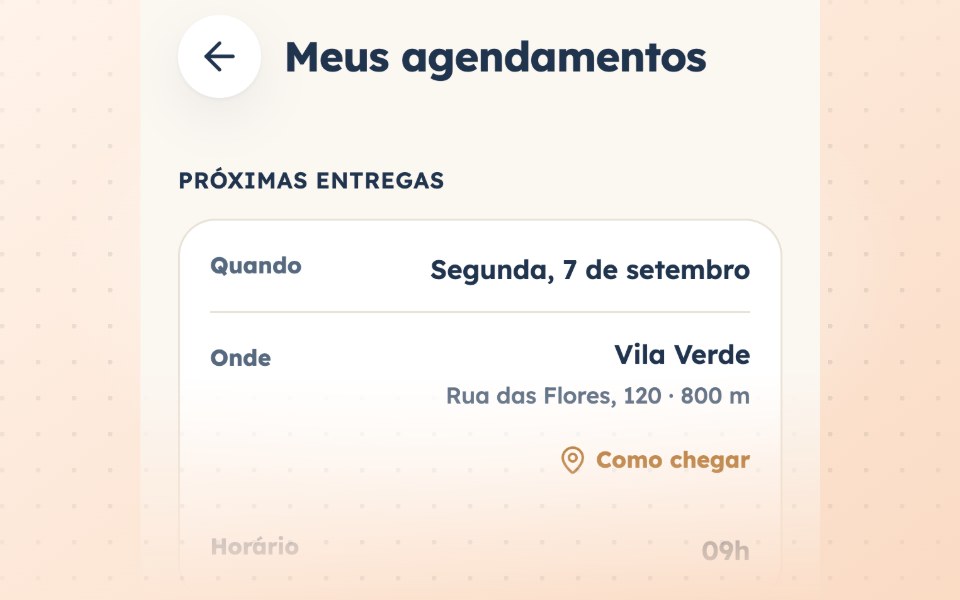 Meus agendamentos
PRÓXIMAS ENTREGAS
Quando
Segunda, 7 de setembro
Onde
Vila Verde
Rua das Flores, 120 · 800 m
Como chegar
Horário
09h